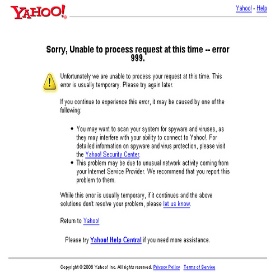 YAHOO!
Yahoo! - Help
Sorry, Unable to process request at this time -- error
999.
Unfortunately we are unable to process your request at this time. This
error is usually temporary. Please try again later.
If you continue to experience this error, it may be caused by one of the
following:
• You may want to scan your system for spyware and viruses, as
they may interfere with your ability to connect to Yahoo!. For
detailed information on spyware and virus protection, please visit
the Yahoo! Security Center.
• This problem may be due to unusual network activity coming from
your Internet Service Provider. We recommend that you report this
problem to them.
While this error is usually temporary, if it continues and the above
solutions don't resolve your problem, please let us know.
Return to Yahoo!
Please try Yahoo! Help Central if you need more assistance.
Copyright © 2006 Yahoo! Inc. All rights reserved. Privacy Policy - Terms of Service